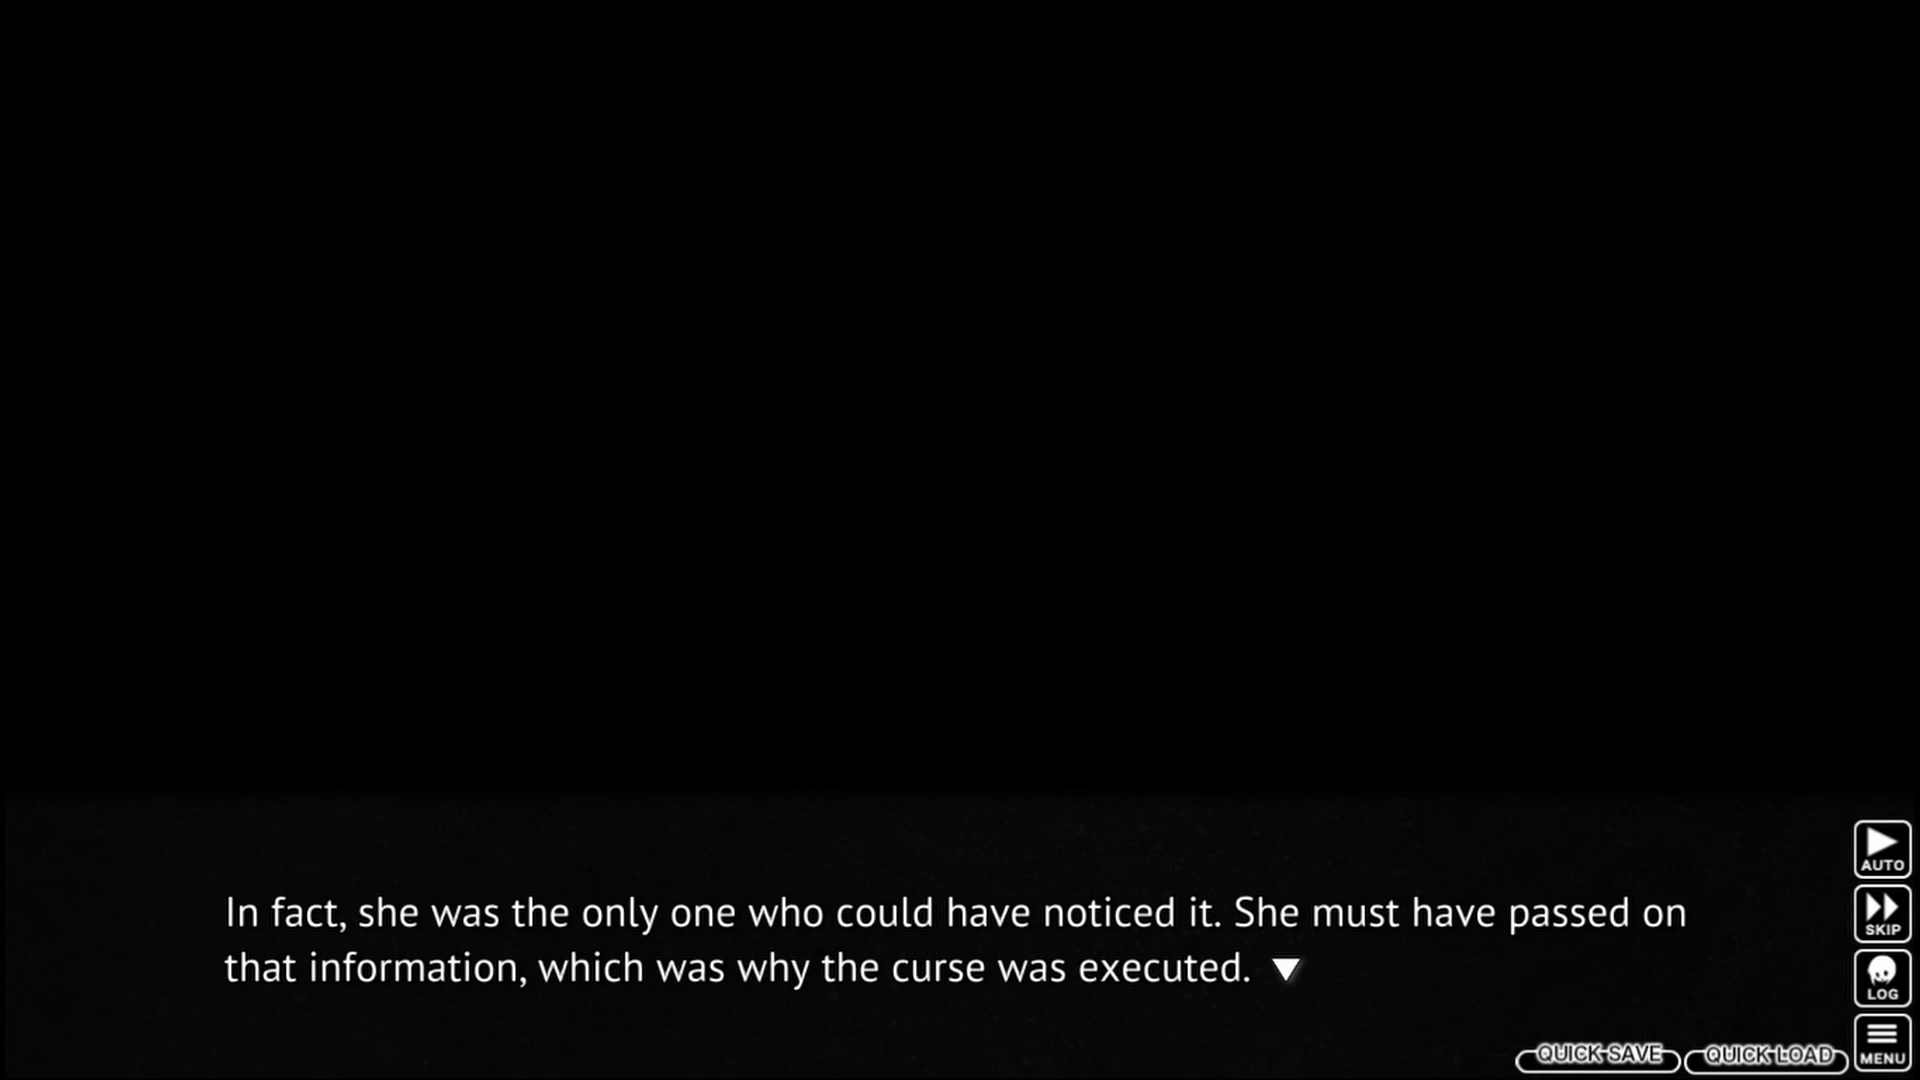 In fact, she was the only one who could have noticed it. She must have passed on
that information, which was why the curse was executed.
AUTO
SKIP
LOG
MENU
QUICK SAVE QUICK LOAD